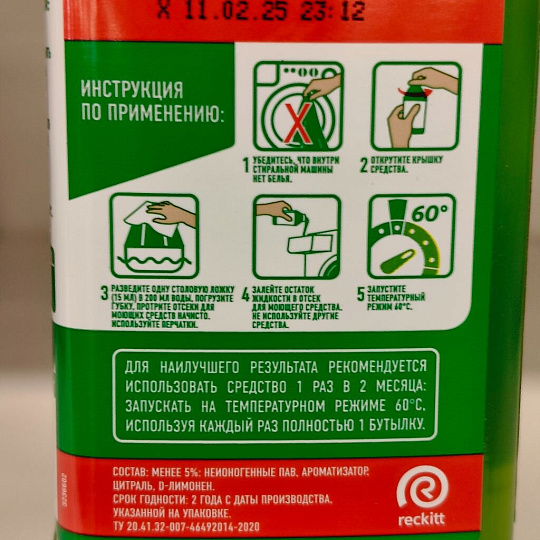 X 11.02.25 23:12
ИНСТРУКЦИЯ
ПО ПРИМЕНЕНИЮ:
1 УБЕДИТЕСЬ, ЧТО ВНУТРИ
СТИРАЛЬНОЙ МАШИНЫ
НЕТ БЕЛЬЯ.
2 ОТКРУТИТЕ КРЫШКУ
СРЕДСТВА.
60°
3 РАЗВЕДИТЕ ОДНУ СТОЛОВУЮ ЛОЖКУ
(15 МЛ) В 200 МЛ ВОДЫ, ПОГРУЗИТЕ
ГУБКУ, ПРОТРИТЕ ОТСЕКИ ДЛЯ
МОЮЩИХ СРЕДСТВ НАЧИСТО.
ИСПОЛЬЗУЙТЕ ПЕРЧАТКИ.
4 ЗАЛЕЙТЕ ОСТАТОК
ЖИДКОСТИ В ОТСЕК
ДЛЯ МОЮЩЕГО СРЕДСТВА.
НЕ ИСПОЛЬЗУЙТЕ ДРУГИЕ
СРЕДСТВА.
5 ЗАПУСТИТЕ
ТЕМПЕРАТУРНЫЙ
РЕЖИМ 60°С.
ДЛЯ НАИЛУЧШЕГО РЕЗУЛЬТАТА РЕКОМЕНДУЕТСЯ
ИСПОЛЬЗОВАТЬ СРЕДСТВО 1 РАЗ В 2 МЕСЯЦА:
ЗАПУСКАТЬ НА ТЕМПЕРАТУРНОМ РЕЖИМЕ 60°С,
ИСПОЛЬЗУЯ КАЖДЫЙ РАЗ ПОЛНОСТЬЮ 1 БУТЫЛКУ.
СОСТАВ: МЕНЕЕ 5%: НЕИОНОГЕННЫЕ ПАВ, АРОМАТИЗАТОР,
ЦИТРАЛЬ, D-ЛИМОНЕН.
СРОК ГОДНОСТИ: 2 ГОДА С ДАТЫ ПРОИЗВОДСТВА,
УКАЗАННОЙ НА УПАКОВКЕ.
ТУ 20.41.32-007-46492014-2020
reckitt